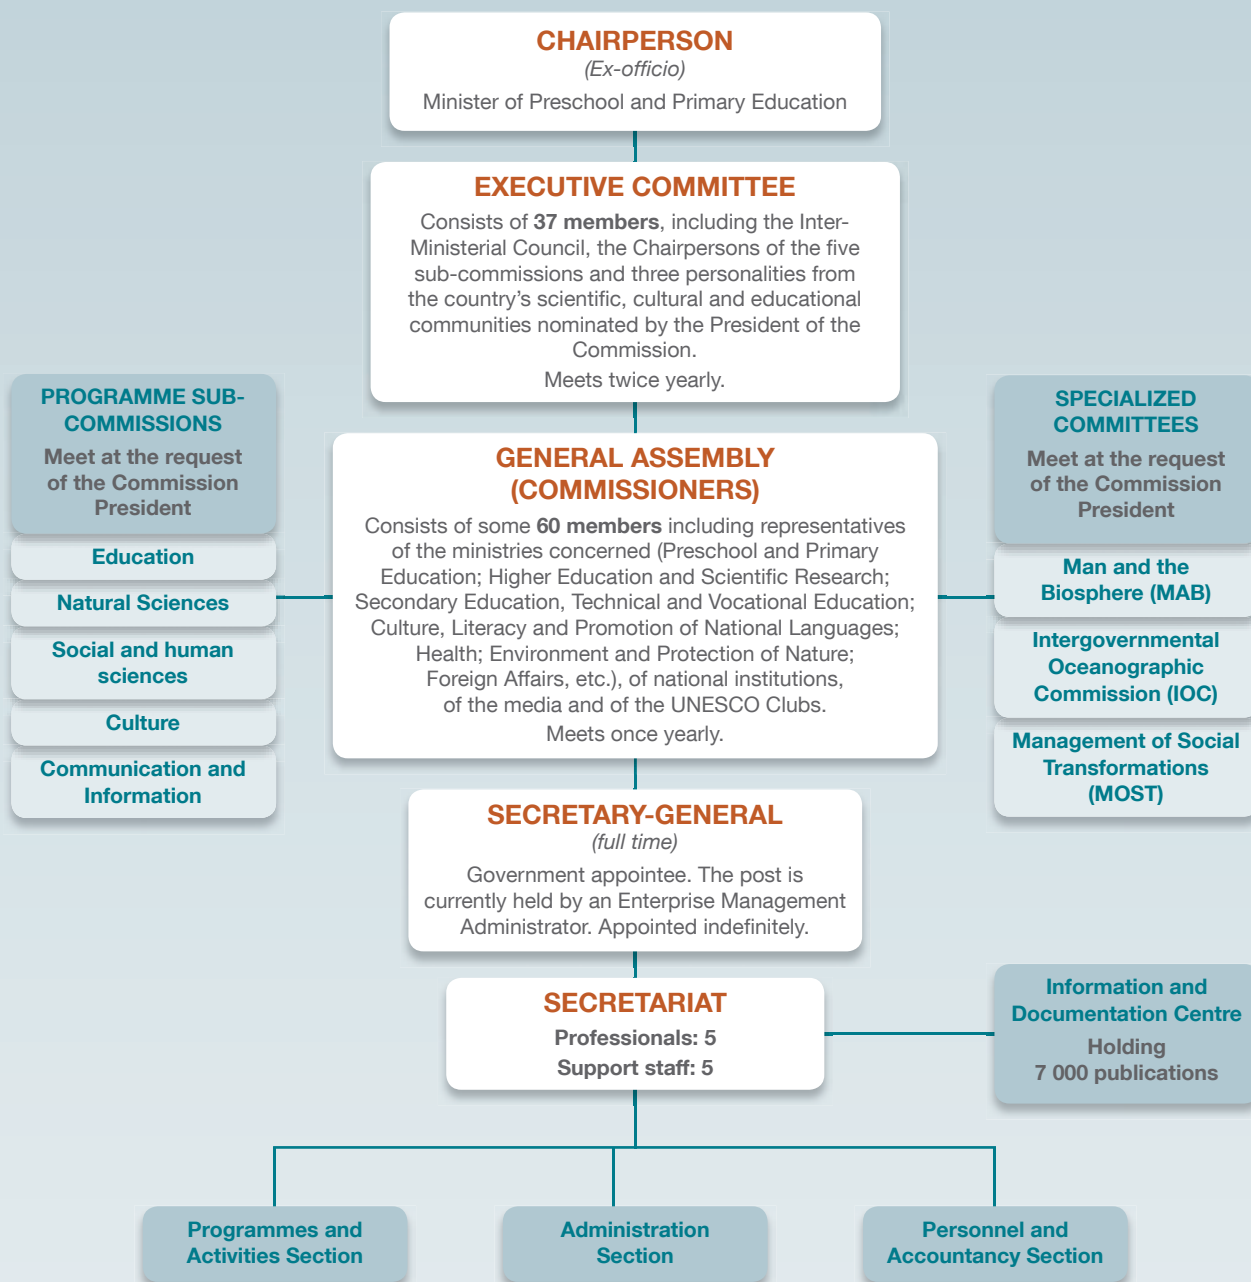 CHAIRPERSON
(Ex-officio)
Minister of Preschool and Primary Education
EXECUTIVE COMMITTEE
Consists of 37 members, including the Inter-
Ministerial Council, the Chairpersons of the five
sub-commissions and three personalities from
the country’s scientific, cultural and educational
communities nominated by the President of the
Commission.
Meets twice yearly.
PROGRAMME SUB-
COMMISSIONS
Meet at the request
of the Commission
President
Education
Natural Sciences
Social and human
sciences
Culture
Communication and
Information
GENERAL ASSEMBLY
(COMMISSIONERS)
Consists of some 60 members including representatives
of the ministries concerned (Preschool and Primary
Education; Higher Education and Scientific Research;
Secondary Education, Technical and Vocational Education;
Culture, Literacy and Promotion of National Languages;
Health; Environment and Protection of Nature;
Foreign Affairs, etc.), of national institutions,
of the media and of the UNESCO Clubs.
Meets once yearly.
SPECIALIZED
COMMITTEES
Meet at the request
of the Commission
President
Man and the
Biosphere (MAB)
Intergovernmental
Oceanographic
Commission (IOC)
Management of Social
Transformations
(MOST)
SECRETARY-GENERAL
(full time)
Government appointee. The post is
currently held by an Enterprise Management
Administrator. Appointed indefinitely.
SECRETARIAT
Professionals: 5
Support staff: 5
Information and
Documentation Centre
Holding
7 000 publications
Programmes and
Activities Section
Administration
Section
Personnel and
Accountancy Section